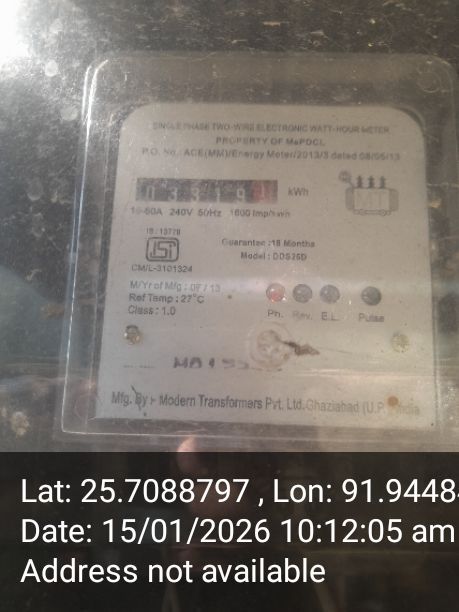 SINGLE PHASE TWO-WIRE ELECTRONIC WATT-HOUR METER
PROPERTY OF MePDCL
P.O. No.: ACE(MM)/Energy Meter/2013/3 dated 08/05/13
03319 kWh
10-60A 240V 50Hz 1600 imp/kWh
MT
IS:13779
ISI
CM/L-3101324
Guarantee :18 Months
Model : DDS25D
M/Yr of Mfg : 07 / 13
Ref Temp : 27°C
Class : 1.0
Ph. Rev. E.L. Pulse
Mfg. By :- Modern Transformers Pvt. Ltd. Ghaziabad (U.P.) India
Lat: 25.7088797 , Lon: 91.9448
Date: 15/01/2026 10:12:05 am
Address not available